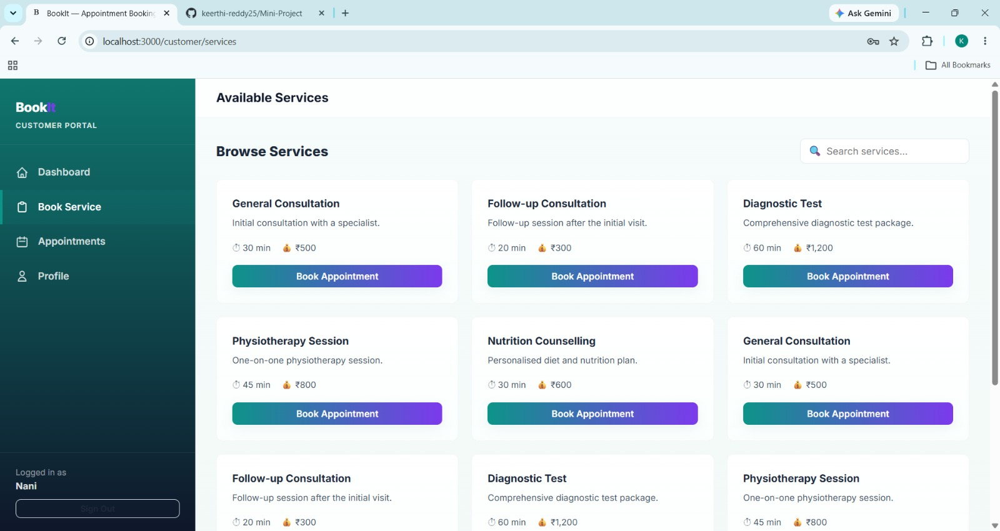 BookIt — Appointment Booking
keerthi-reddy25/Mini-Project
Ask Gemini
localhost:3000/customer/services
K
All Bookmarks
BookIt
CUSTOMER PORTAL
Dashboard
Book Service
Appointments
Profile
Logged in as
Nani
Sign Out
Available Services
Browse Services
Search services...
General Consultation
Initial consultation with a specialist.
30 min ₹500
Book Appointment
Follow-up Consultation
Follow-up session after the initial visit.
20 min ₹300
Book Appointment
Diagnostic Test
Comprehensive diagnostic test package.
60 min ₹1,200
Book Appointment
Physiotherapy Session
One-on-one physiotherapy session.
45 min ₹800
Book Appointment
Nutrition Counselling
Personalised diet and nutrition plan.
30 min ₹600
Book Appointment
General Consultation
Initial consultation with a specialist.
30 min ₹500
Book Appointment
Follow-up Consultation
Follow-up session after the initial visit.
20 min ₹300
Diagnostic Test
Comprehensive diagnostic test package.
60 min ₹1,200
Physiotherapy Session
One-on-one physiotherapy session.
45 min ₹800